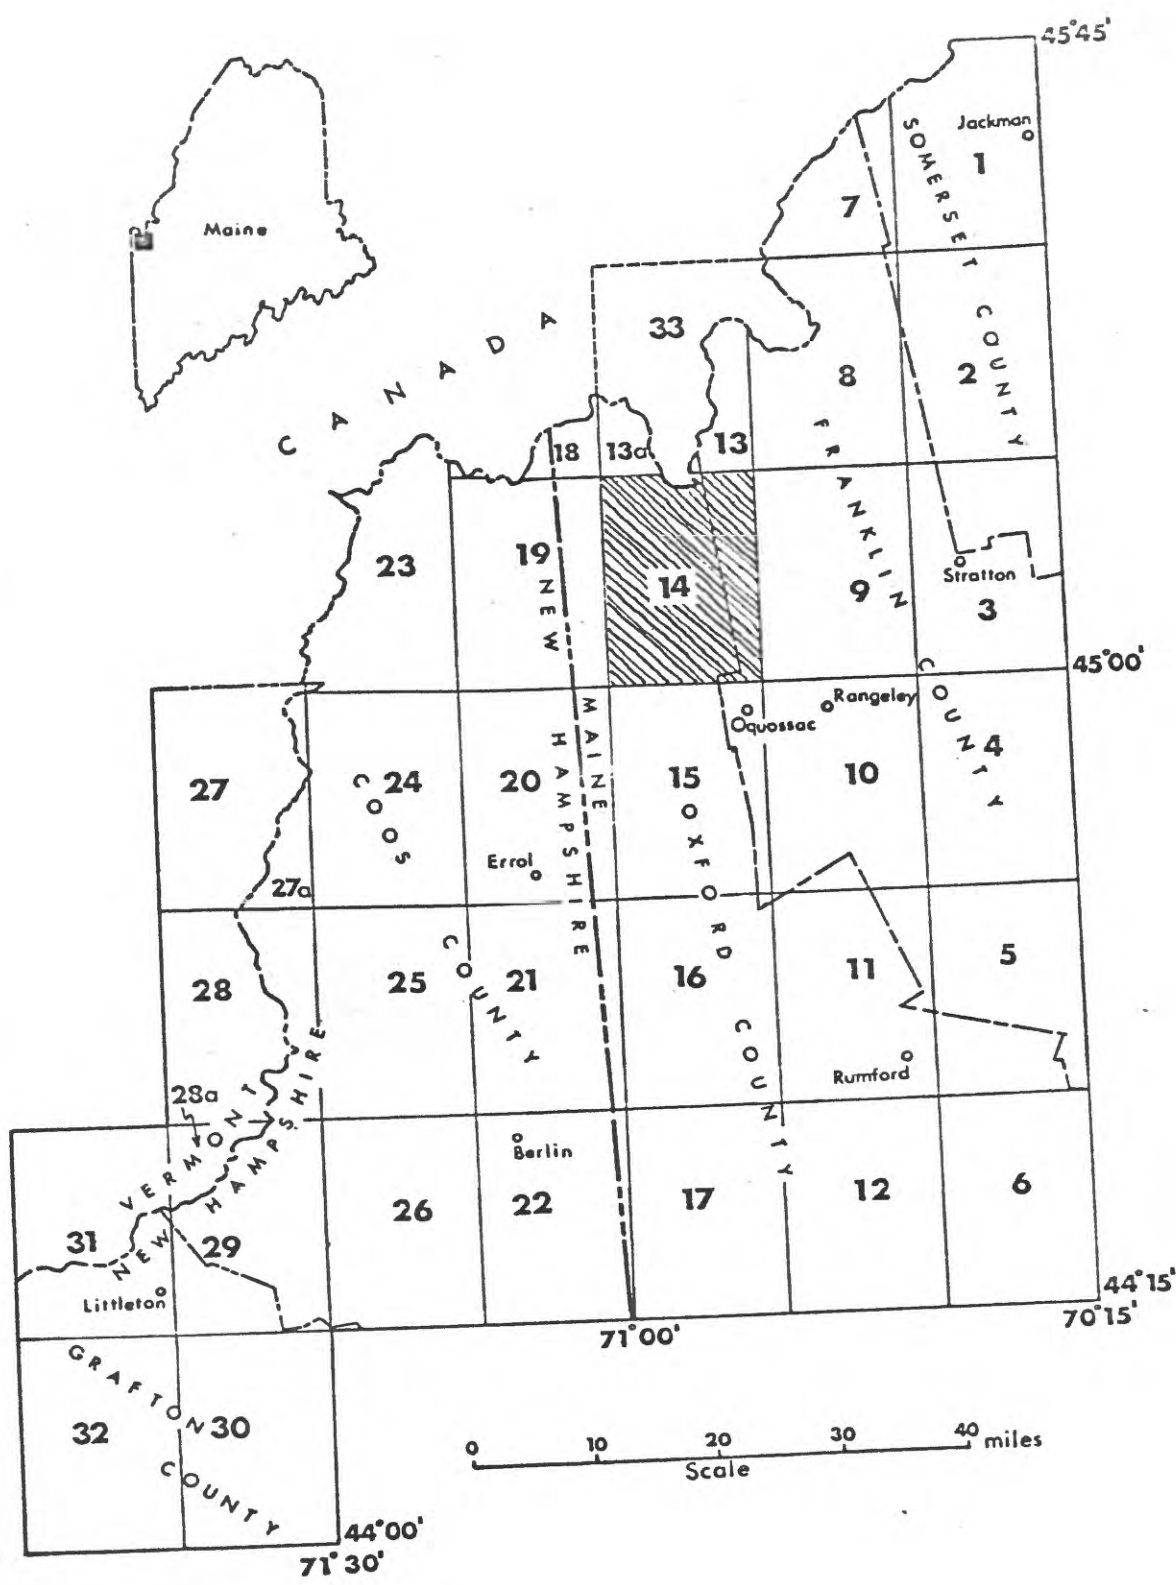 45°45'
Jackman
1
SOMERSET COUNTY
7
Maine
33
CANADA
8
2
FRANKLIN COUNTY
18
13a
13
23
19
14
9
Stratton
3
45°00'
NEW HAMPSHIRE
MAINE
Oquossac
Rangeley
27
24
20
15
10
4
COOS COUNTY
OXFORD COUNTY
Errol
27a
28
25
21
16
11
5
Rumford
28a
VERMONT
NEW HAMPSHIRE
Berlin
31
29
26
22
17
12
6
Littleton
44°15'
71°00'
70°15'
GRAFTON COUNTY
32
30
0 10 20 30 40 miles
Scale
44°00'
71°30'